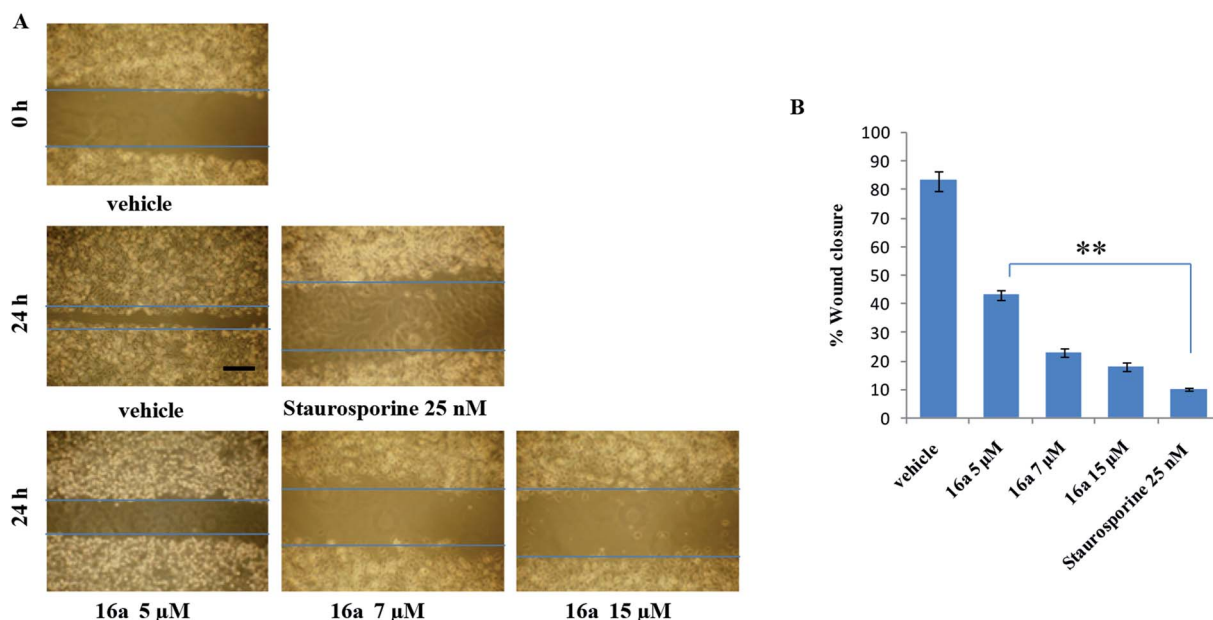 A
0 h
vehicle
24 h
vehicle
Staurosporine 25 nM
24 h
16a 5 µM
16a 7 µM
16a 15 µM
B
% Wound closure
100
90
80
70
60
50
40
30
20
10
0
**
vehicle
16a 5 µM
16a 7 µM
16a 15 µM
Staurosporine 25 nM